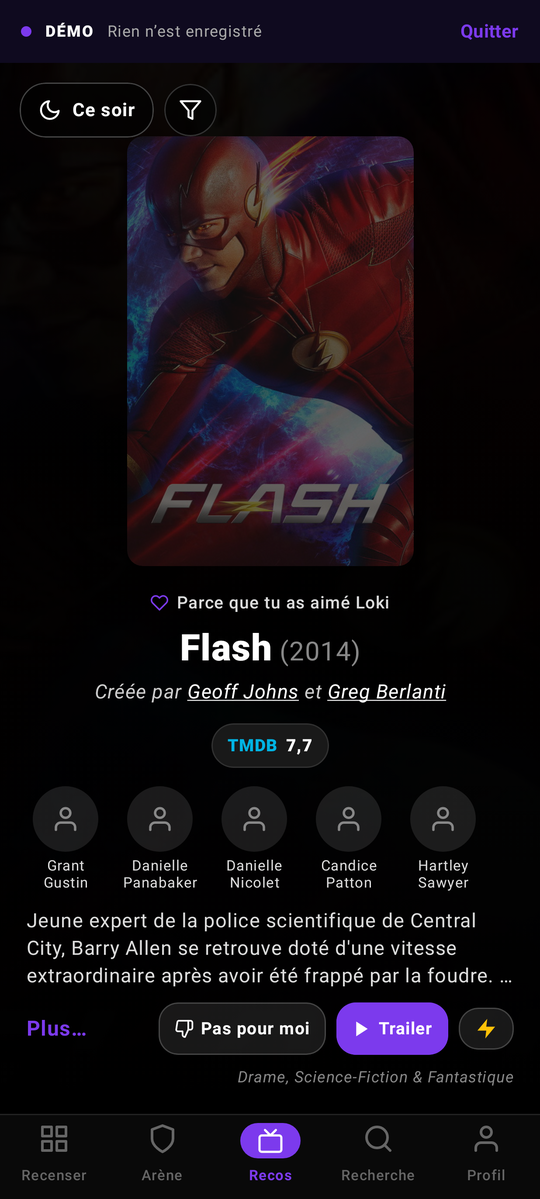 DÉMO Rien n’est enregistré Quitter
Ce soir
FLASH
Parce que tu as aimé Loki
Flash (2014)
Créée par Geoff Johns et Greg Berlanti
TMDB 7,7
Grant Gustin
Danielle Panabaker
Danielle Nicolet
Candice Patton
Hartley Sawyer
Jeune expert de la police scientifique de Central
City, Barry Allen se retrouve doté d'une vitesse
extraordinaire après avoir été frappé par la foudre. …
Plus… Pas pour moi Trailer
Drame, Science-Fiction & Fantastique
Recenser Arène Recos Recherche Profil